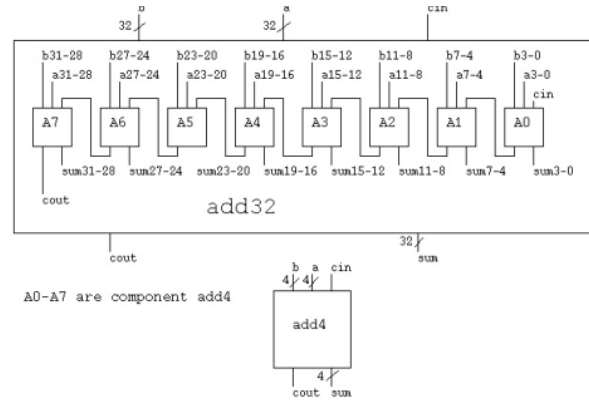 b a cin
32 32
b31-28 b27-24 b23-20 b19-16 b15-12 b11-8 b7-4 b3-0
a31-28 a27-24 a23-20 a19-16 a15-12 a11-8 a7-4 a3-0
cin
A7 A6 A5 A4 A3 A2 A1 A0
sum31-28 sum27-24 sum23-20 sum19-16 sum15-12 sum11-8 sum7-4 sum3-0
cout
add32
32
cout sum
b a cin
4 4
A0-A7 are component add4
add4
4
cout sum